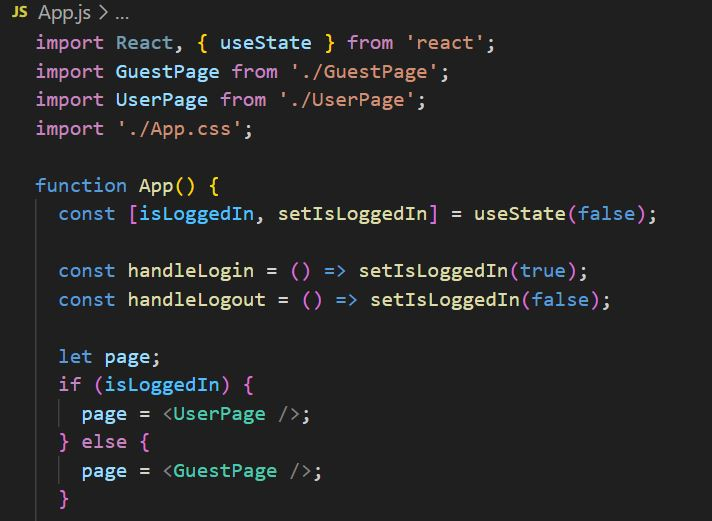 JS App.js > ...
import React, { useState } from 'react';
import GuestPage from './GuestPage';
import UserPage from './UserPage';
import './App.css';
function App() {
const [isLoggedIn, setIsLoggedIn] = useState(false);
const handleLogin = () => setIsLoggedIn(true);
const handleLogout = () => setIsLoggedIn(false);
let page;
if (isLoggedIn) {
page = <UserPage />;
} else {
page = <GuestPage />;
}